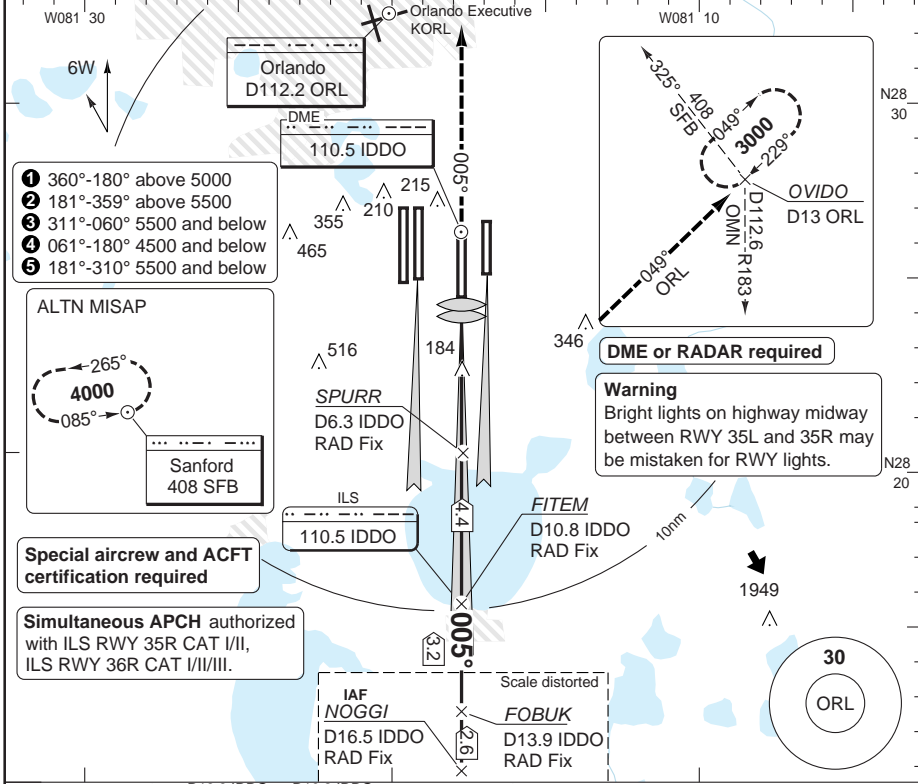 W081 30
Orlando Executive
KORL
W081 10
6W
Orlando
D112.2 ORL
DME
110.5 IDDO
005°
325°
408
SFB
049°
3000
229°
OVIDO
D13 ORL
D112.6
OMN
R183
049°
ORL
N28
30
1 360°-180° above 5000
2 181°-359° above 5500
3 311°-060° 5500 and below
4 061°-180° 4500 and below
5 181°-310° 5500 and below
215
210
355
465
ALTN MISAP
265°
4000
085°
Sanford
408 SFB
516
184
346
DME or RADAR required
SPURR
D6.3 IDDO
RAD Fix
Warning
Bright lights on highway midway
between RWY 35L and 35R may
be mistaken for RWY lights.
N28
20
ILS
110.5 IDDO
4.4
FITEM
D10.8 IDDO
RAD Fix
10nm
Special aircrew and ACFT
certification required
1949
Simultaneous APCH authorized
with ILS RWY 35R CAT I/II,
ILS RWY 36R CAT I/II/III.
3.2
005°
Scale distorted
IAF
NOGGI
D16.5 IDDO
RAD Fix
2.6
FOBUK
D13.9 IDDO
RAD Fix
30
ORL